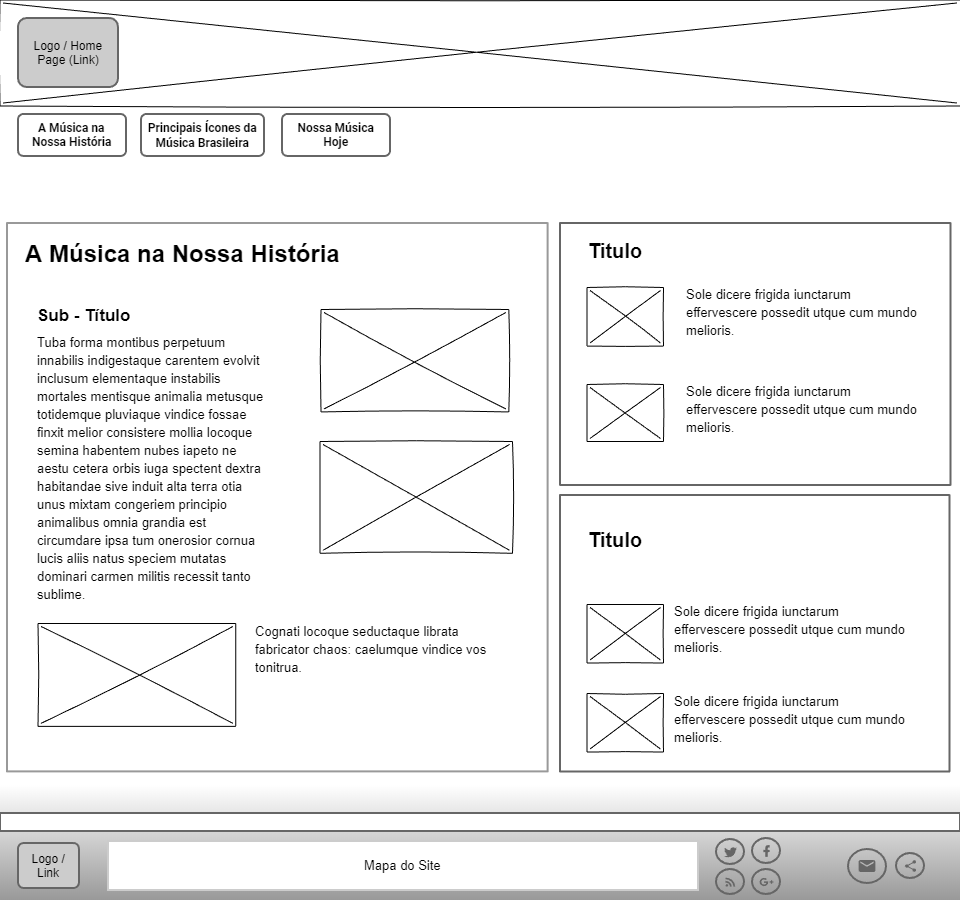 Logo / Home
Page (Link)
A Música na
Nossa História
Principais Ícones da
Música Brasileira
Nossa Música
Hoje
A Música na Nossa História
Sub - Título
Tuba forma montibus perpetuum
innabilis indigestaque carentem evolvit
inclusum elementaque instabilis
mortales mentisque animalia metusque
totidemque pluviaque vindice fossae
finxit melior consistere mollia locoque
semina habentem nubes iapeto ne
aestu cetera orbis iuga spectent dextra
habitandae sive induit alta terra otia
unus mixtam congeriem principio
animalibus omnia grandia est
circumdare ipsa tum onerosior cornua
lucis aliis natus speciem mutatas
dominari carmen militis recessit tanto
sublime.
Cognati locoque seductaque librata
fabricator chaos: caelumque vindice vos
tonitrua.
Titulo
Sole dicere frigida iunctarum
effervescere possedit utque cum mundo
melioris.
Sole dicere frigida iunctarum
effervescere possedit utque cum mundo
melioris.
Titulo
Sole dicere frigida iunctarum
effervescere possedit utque cum mundo
melioris.
Sole dicere frigida iunctarum
effervescere possedit utque cum mundo
melioris.
Logo /
Link
Mapa do Site
G+